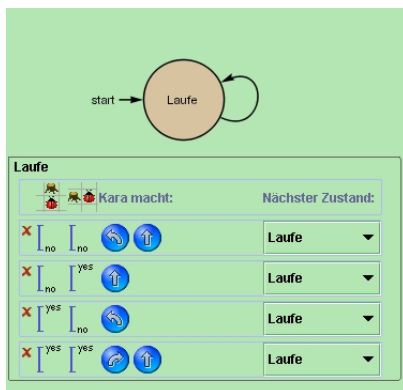 start
Laufe
Laufe
Kara macht: Nächster Zustand:
no no Laufe
no yes Laufe
yes no Laufe
yes yes Laufe